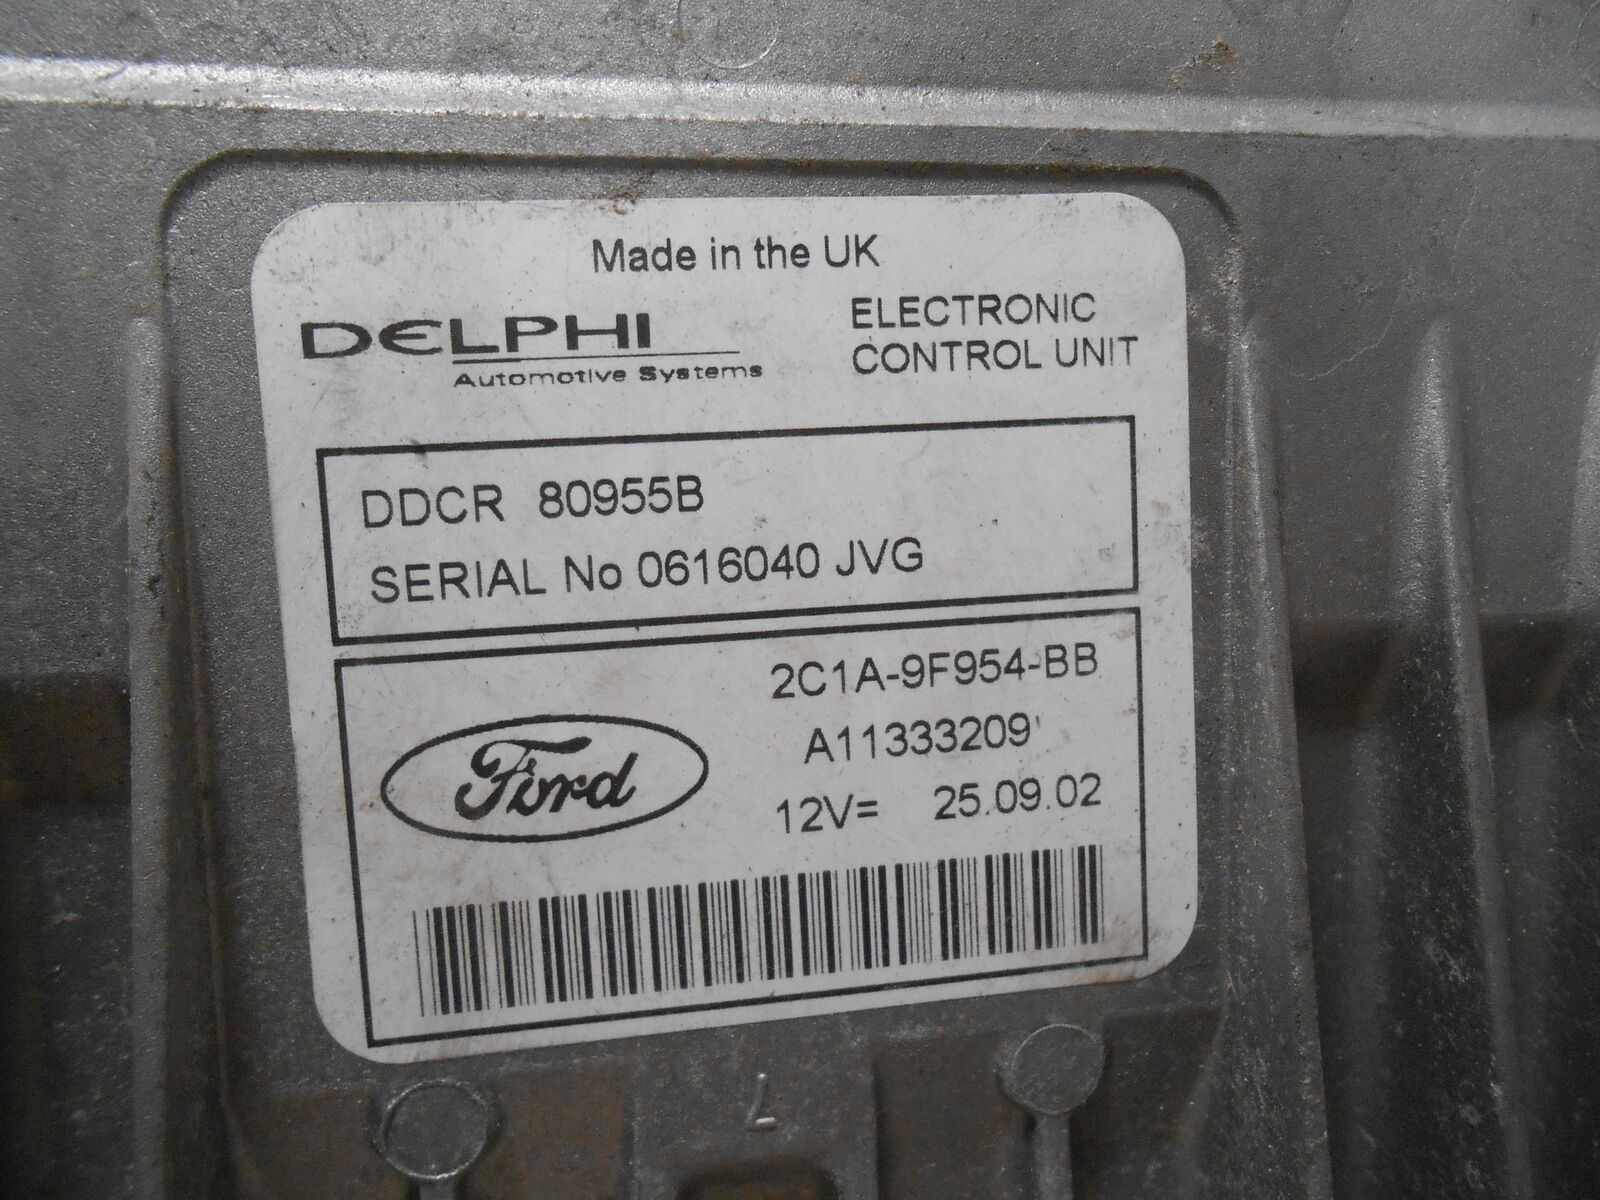 Made in the UK
DELPHI
Automotive Systems
ELECTRONIC
CONTROL UNIT
DDCR 80955B
SERIAL No 0616040 JVG
2C1A-9F954-BB
A11333209
Ford
12V= 25.09.02
7